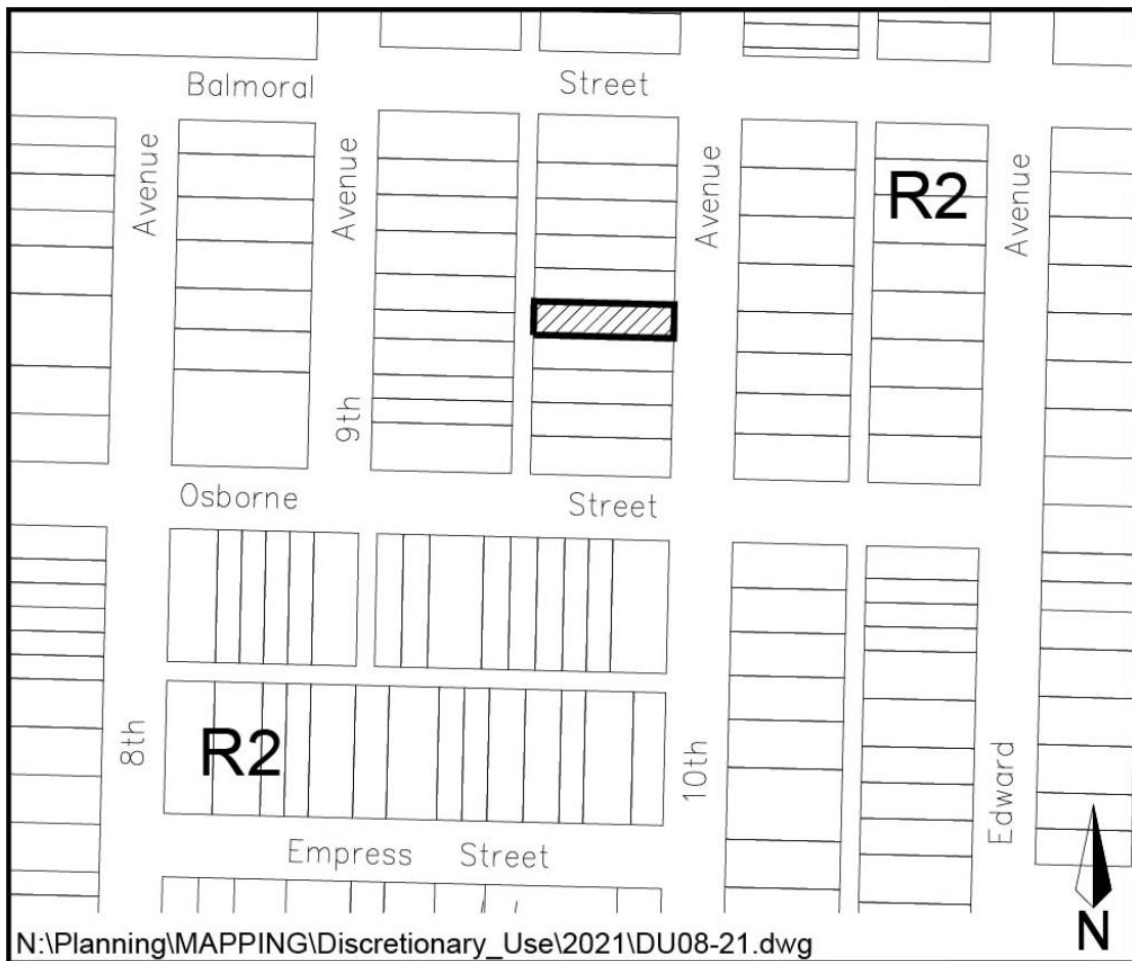 Balmoral Street
Avenue
Avenue
Avenue
R2
Avenue
9th
Osborne Street
8th
R2
10th
Edward
Empress Street
N:\Planning\MAPPING\Discretionary_Use\2021\DU08-21.dwg
N